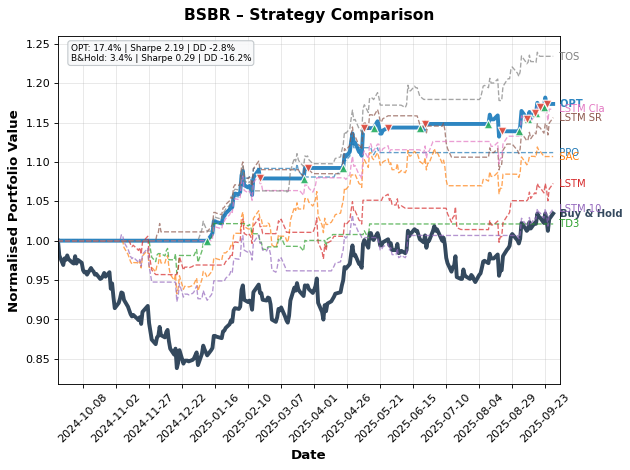 BSBR – Strategy Comparison
OPT: 17.4% | Sharpe 2.19 | DD -2.8%
B&Hold: 3.4% | Sharpe 0.29 | DD -16.2%
Normalised Portfolio Value
1.25
1.20
1.15
1.10
1.05
1.00
0.95
0.90
0.85
TOS
OPT
LSTM Cla
LSTM SR
PPO
SAC
LSTM
LSTM 10
Buy & Hold
TD3
2024-10-08
2024-11-02
2024-11-27
2024-12-22
2025-01-16
2025-02-10
2025-03-07
2025-04-01
2025-04-26
2025-05-21
2025-06-15
2025-07-10
2025-08-04
2025-08-29
2025-09-23
Date